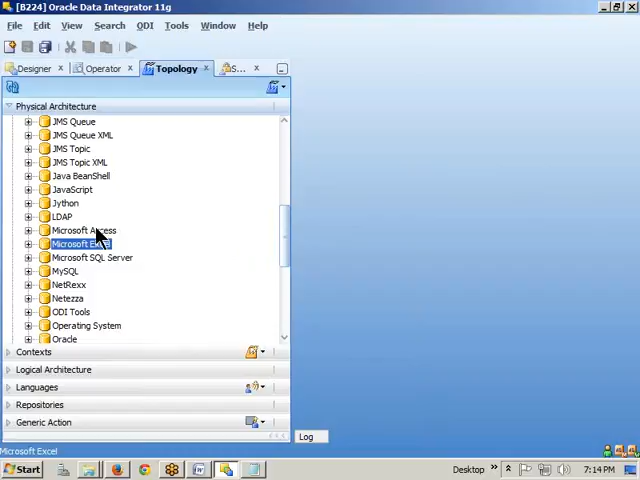 [B224] Oracle Data Integrator 11g
File Edit View Search ODI Tools Window Help
Designer Operator Topology S...
Physical Architecture
JMS Queue
JMS Queue XML
JMS Topic
JMS Topic XML
Java BeanShell
JavaScript
Jython
LDAP
Microsoft Access
Microsoft Excel
Microsoft SQL Server
MySQL
NetRexx
Netezza
ODI Tools
Operating System
Oracle
Contexts
Logical Architecture
Languages
Repositories
Generic Action
Log
Microsoft Excel
Start Desktop » 7:14 PM